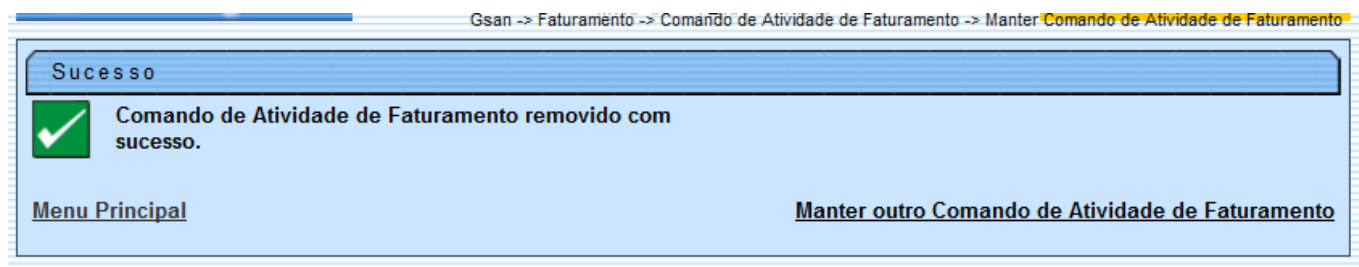 Gsan -> Faturamento -> Comando de Atividade de Faturamento -> Manter Comando de Atividade de Faturamento
Sucesso
Comando de Atividade de Faturamento removido com
sucesso.
Menu Principal
Manter outro Comando de Atividade de Faturamento